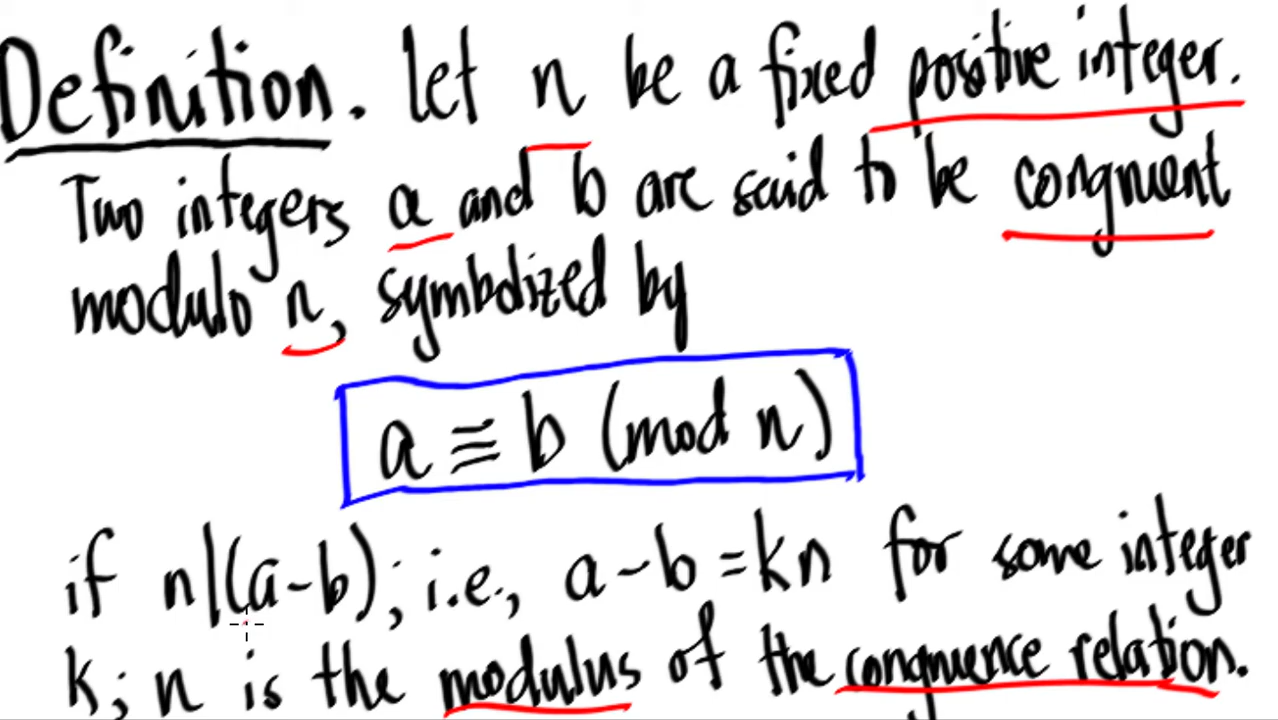 Definition. let n be a fixed positive integer.
Two integers a and b are said to be congruent
modulo n, symbolized by
a ≡ b (mod n)
if n|(a-b); i.e., a-b=kn for some integer
k; n is the modulus of the congruence relation.